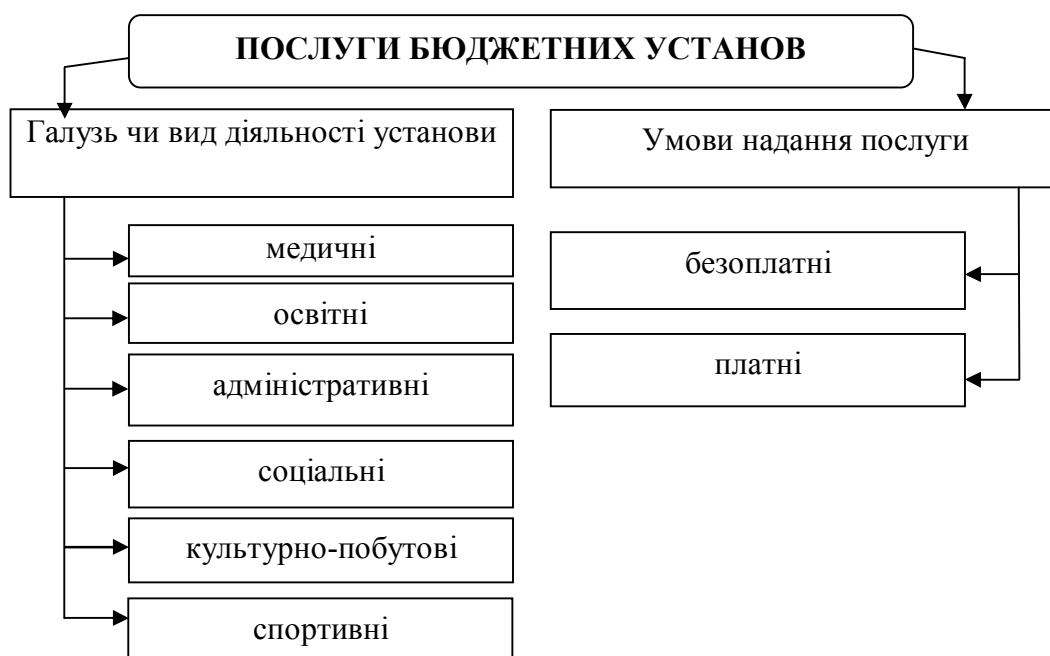 ПОСЛУГИ БЮДЖЕТНИХ УСТАНОВ
Галузь чи вид діяльності установи
медичні
освітні
адміністративні
соціальні
культурно-побутові
спортивні
Умови надання послуги
безоплатні
платні